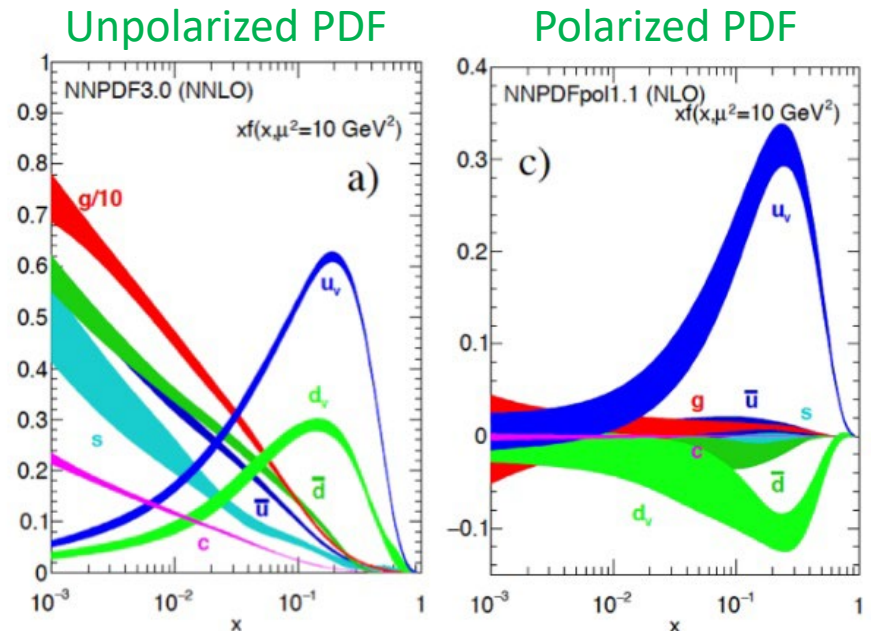 Unpolarized PDF
Polarized PDF
NNPDF3.0 (NNLO)
xf(x,μ²=10 GeV²)
a)
g/10
u_v
d_v
s
d̅
u̅
c
1
0.9
0.8
0.7
0.6
0.5
0.4
0.3
0.2
0.1
0
10⁻³
10⁻²
10⁻¹
1
x
NNPDFpol1.1 (NLO)
xf(x,μ²=10 GeV²)
c)
u_v
g
u̅
s
c
d̅
d_v
0.4
0.3
0.2
0.1
0
−0.1
10⁻³
10⁻²
10⁻¹
1
x